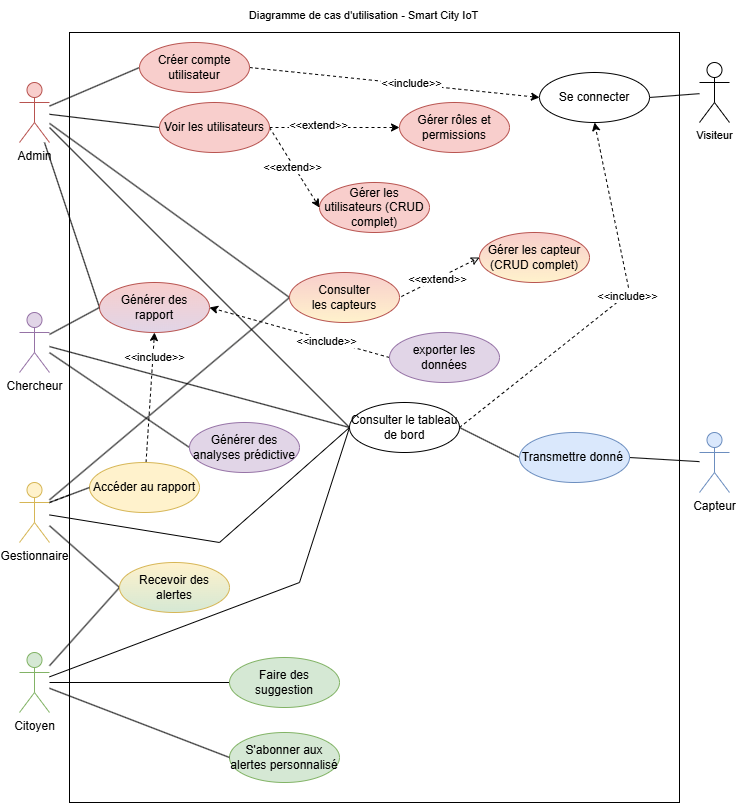 Diagramme de cas d'utilisation - Smart City IoT
Créer compte
utilisateur
<<include>>
Se connecter
Visiteur
Admin
Voir les utilisateurs
<<extend>>
Gérer rôles et
permissions
<<extend>>
Gérer les
utilisateurs (CRUD
complet)
Gérer les capteur
(CRUD complet)
<<extend>>
Consulter
les capteurs
<<include>>
Générer des
rapport
<<include>>
exporter les
données
<<include>>
Chercheur
Consulter le tableau
de bord
Générer des
analyses prédictive
Transmettre donné
Capteur
Accéder au rapport
Gestionnaire
Recevoir des
alertes
Faire des
suggestion
Citoyen
S'abonner aux
alertes personnalisé